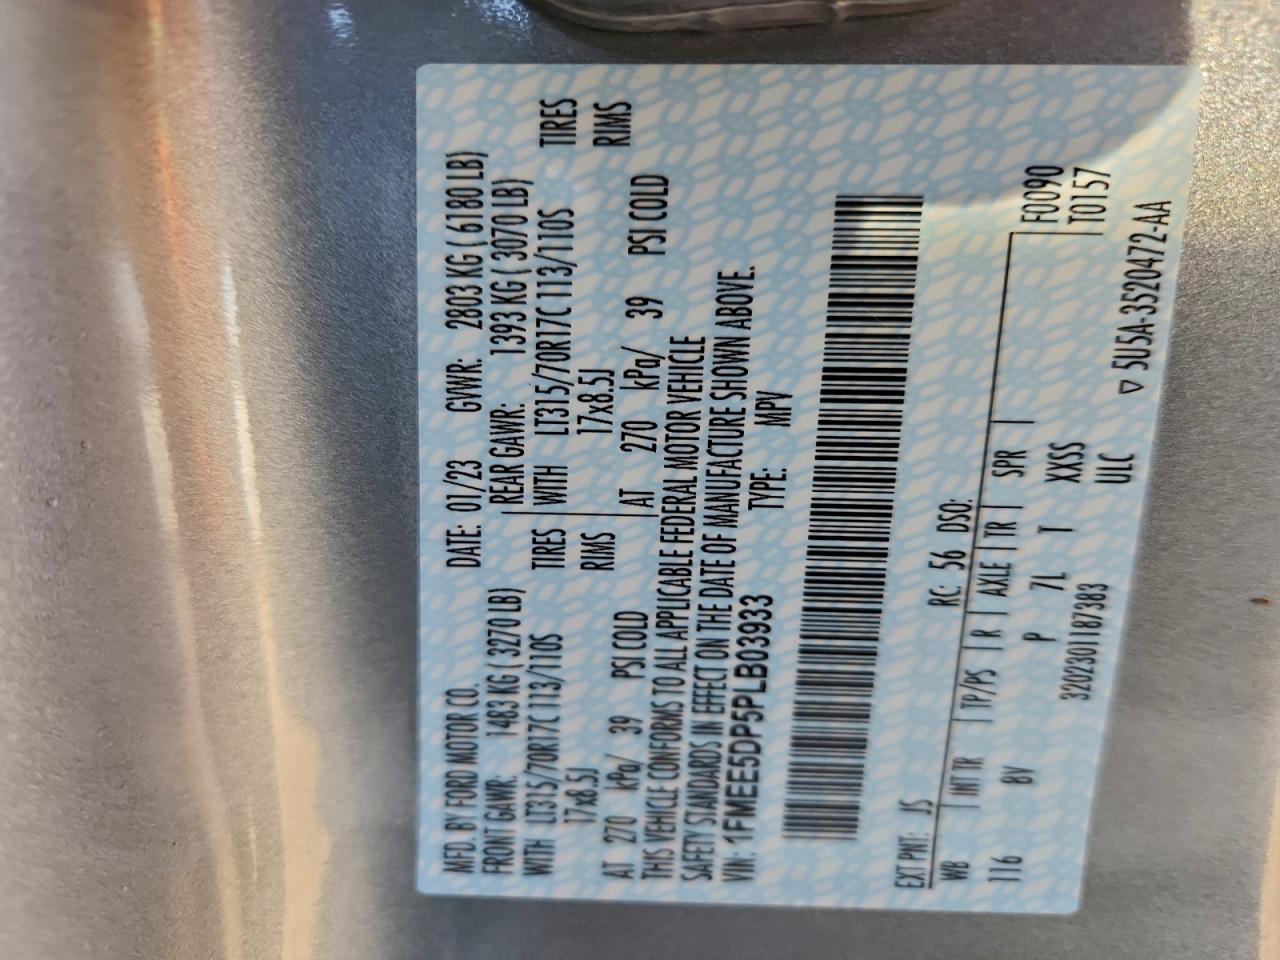 MFD. BY FORD MOTOR CO. DATE: 01/23 GVWR: 2803 KG ( 6180 LB)
FRONT GAWR: 1483 KG ( 3270 LB) REAR GAWR: 1393 KG ( 3070 LB)
WITH LT315/70R17C 113/110S TIRES WITH LT315/70R17C 113/110S TIRES
17x8.5J RIMS 17x8.5J RIMS
AT 270 kPa/ 39 PSI COLD AT 270 kPa/ 39 PSI COLD
THIS VEHICLE CONFORMS TO ALL APPLICABLE FEDERAL MOTOR VEHICLE
SAFETY STANDARDS IN EFFECT ON THE DATE OF MANUFACTURE SHOWN ABOVE.
VIN: 1FMEE5DP5PLB03933 TYPE: MPV
EXT PNT: JS RC: 56 DSO:
WB INT TR TP/PS R AXLE TR SPR F0090
116 BV P 7L T XXSS T0157
3202301187383 ULC
▽ 5U5A-3520472-AA